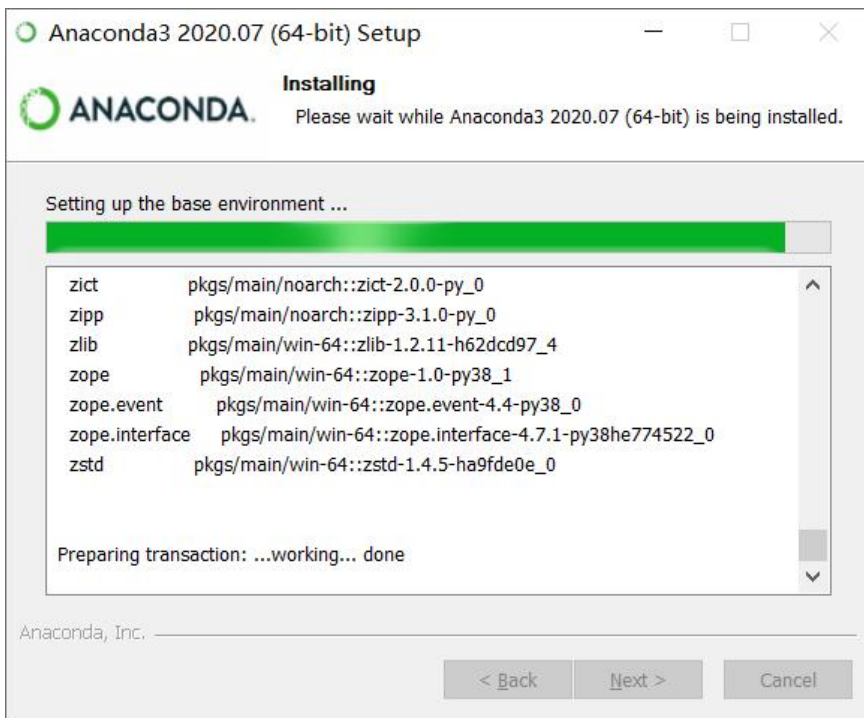 Anaconda3 2020.07 (64-bit) Setup
ANACONDA.
Installing
Please wait while Anaconda3 2020.07 (64-bit) is being installed.
Setting up the base environment ...
zict pkgs/main/noarch::zict-2.0.0-py_0
zipp pkgs/main/noarch::zipp-3.1.0-py_0
zlib pkgs/main/win-64::zlib-1.2.11-h62dcd97_4
zope pkgs/main/win-64::zope-1.0-py38_1
zope.event pkgs/main/win-64::zope.event-4.4-py38_0
zope.interface pkgs/main/win-64::zope.interface-4.7.1-py38he774522_0
zstd pkgs/main/win-64::zstd-1.4.5-ha9fde0e_0
Preparing transaction: ...working... done
Anaconda, Inc.
< Back Next > Cancel